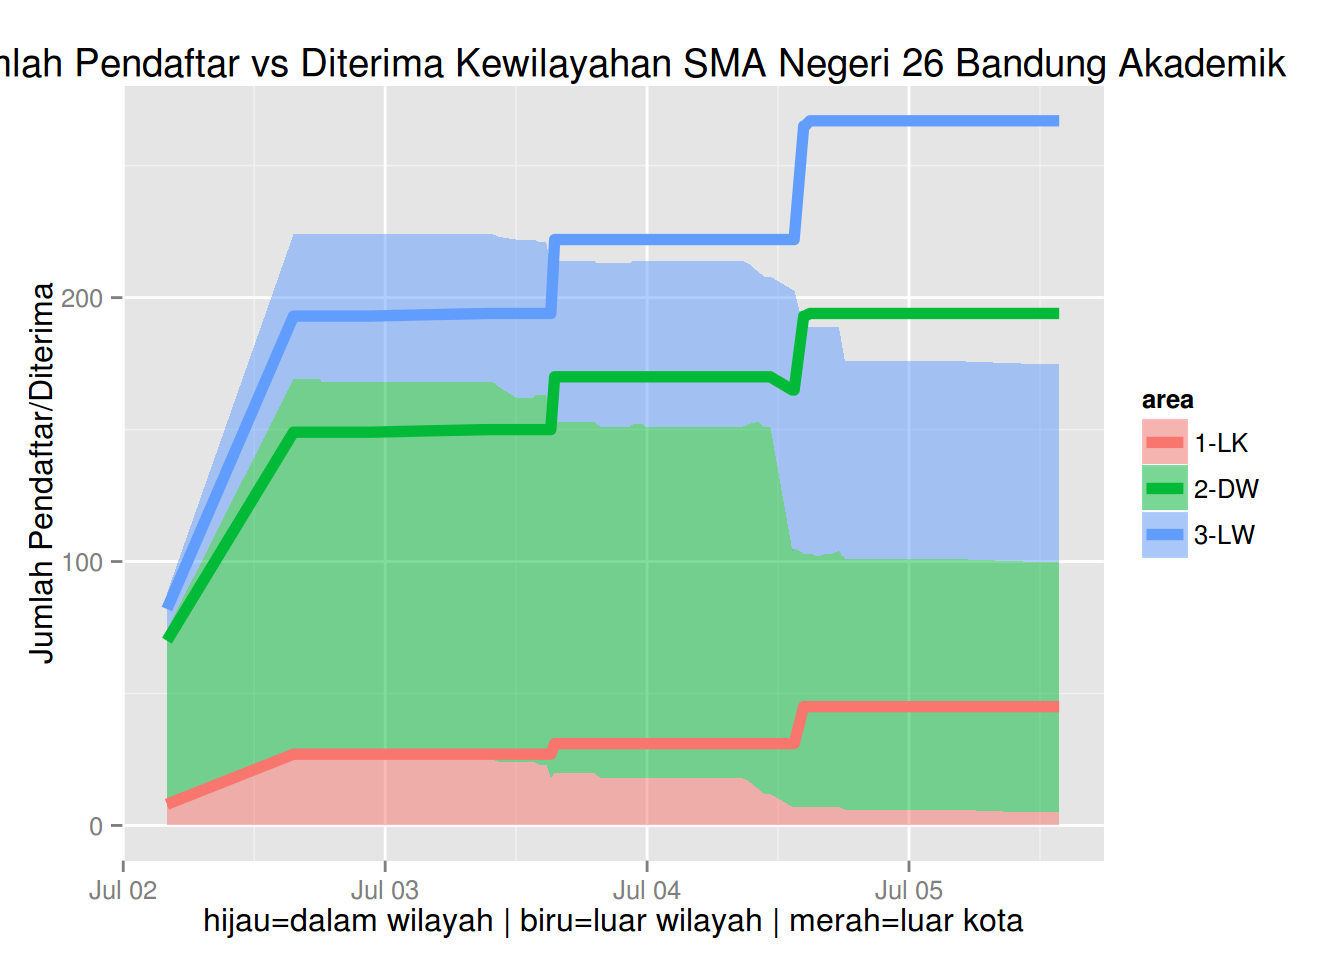 mlah Pendaftar vs Diterima Kewilayahan SMA Negeri 26 Bandung Akademik
Jumlah Pendaftar/Diterima
200
100
0
Jul 02
Jul 03
Jul 04
Jul 05
hijau=dalam wilayah | biru=luar wilayah | merah=luar kota
area
1-LK
2-DW
3-LW